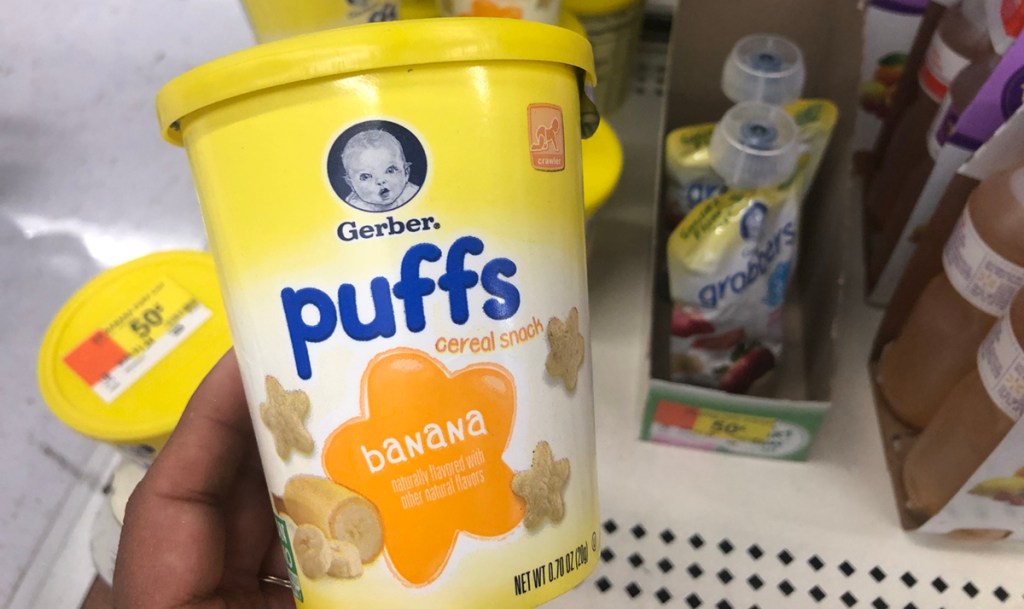 crawler
Gerber®
puffs
cereal snack
banana
naturally flavored with
other natural flavors
NET WT 0.70 OZ (20g)
50¢
gra
grabbers
50¢